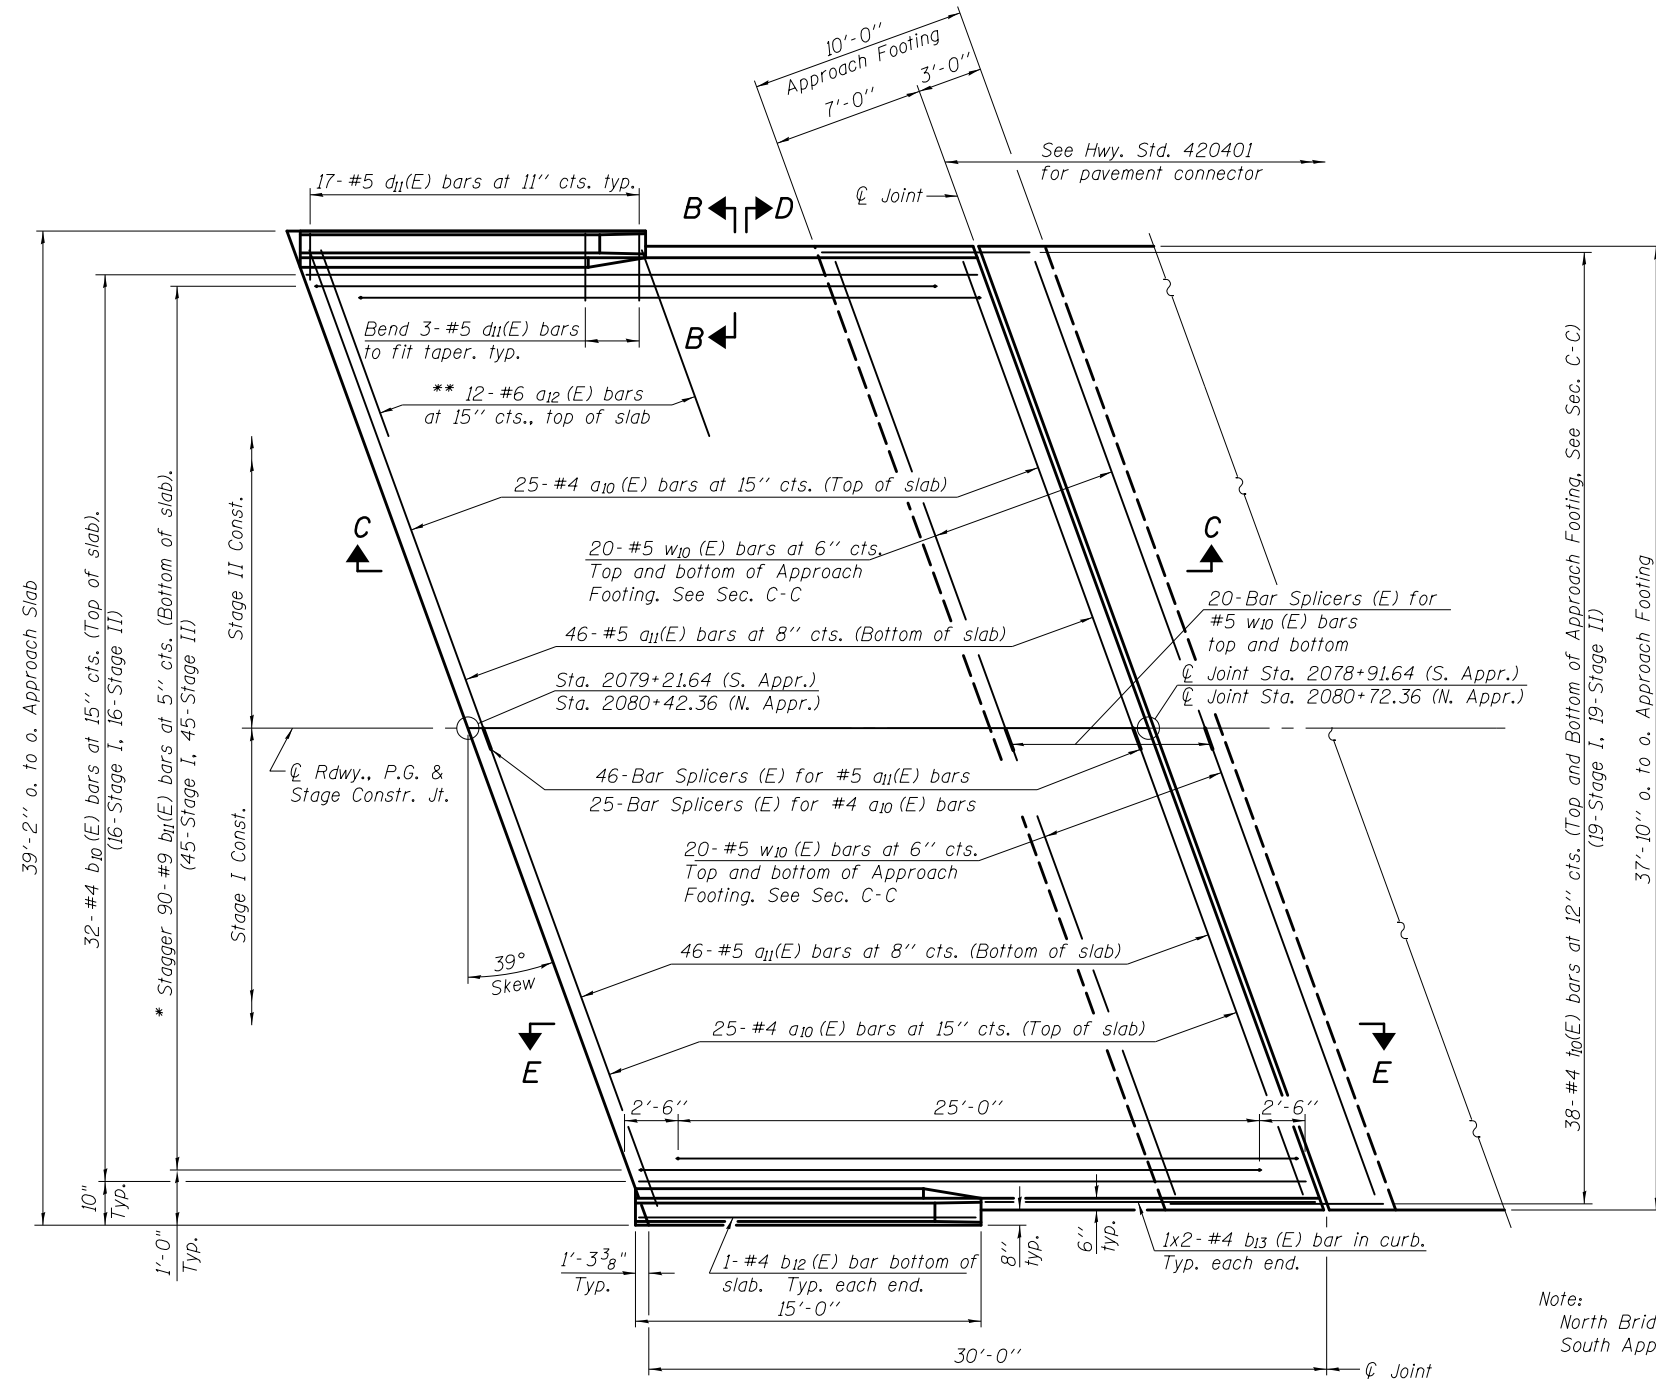 10'-0''
Approach Footing
7'-0''
3'-0''
See Hwy. Std. 420401
for pavement connector
℄ Joint
17-#5 d11(E) bars at 11'' cts. typ.
B
D
Bend 3-#5 d11(E) bars
to fit taper. typ.
B
** 12-#6 a12(E) bars
at 15'' cts., top of slab
25-#4 a10(E) bars at 15'' cts. (Top of slab)
C
C
20-#5 w10(E) bars at 6'' cts.
Top and bottom of Approach
Footing. See Sec. C-C
20-Bar Splicers (E) for
#5 w10(E) bars
top and bottom
46-#5 a11(E) bars at 8'' cts. (Bottom of slab)
Sta. 2079+21.64 (S. Appr.)
Sta. 2080+42.36 (N. Appr.)
℄ Joint Sta. 2078+91.64 (S. Appr.)
℄ Joint Sta. 2080+72.36 (N. Appr.)
℄ Rdwy., P.G. &
Stage Constr. Jt.
46-Bar Splicers (E) for #5 a11(E) bars
25-Bar Splicers (E) for #4 a10(E) bars
20-#5 w10(E) bars at 6'' cts.
Top and bottom of Approach
Footing. See Sec. C-C
46-#5 a11(E) bars at 8'' cts. (Bottom of slab)
39°
Skew
25-#4 a10(E) bars at 15'' cts. (Top of slab)
E
E
2'-6''
25'-0''
2'-6''
39'-2'' o. to o. Approach Slab
32-#4 b10(E) bars at 15'' cts. (Top of slab).
(16-Stage I, 16-Stage II)
* Stagger 90-#9 b11(E) bars at 5'' cts. (Bottom of slab).
(45-Stage I, 45-Stage II)
Stage II Const.
Stage I Const.
38-#4 t10(E) bars at 12'' cts. (Top and Bottom of Approach Footing, See Sec. C-C)
(19-Stage I, 19-Stage II)
37'-10'' o. to o. Approach Footing
10"
Typ.
1'-0"
Typ.
1'-3 3/8"
Typ.
1-#4 b12(E) bar bottom of
slab. Typ. each end.
8''
typ.
6''
typ.
1x2-#4 b13(E) bar in curb.
Typ. each end.
15'-0''
30'-0''
℄ Joint
Note:
North Brid
South App